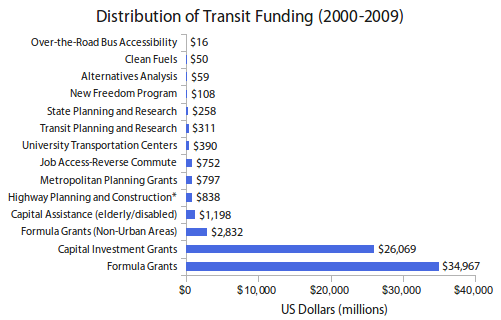 Distribution of Transit Funding (2000-2009)
Over-the-Road Bus Accessibility $16
Clean Fuels $50
Alternatives Analysis $59
New Freedom Program $108
State Planning and Research $258
Transit Planning and Research $311
University Transportation Centers $390
Job Access-Reverse Commute $752
Metropolitan Planning Grants $797
Highway Planning and Construction* $838
Capital Assistance (elderly/disabled) $1,198
Formula Grants (Non-Urban Areas) $2,832
Capital Investment Grants $26,069
Formula Grants $34,967
$0 $10,000 $20,000 $30,000 $40,000
US Dollars (millions)